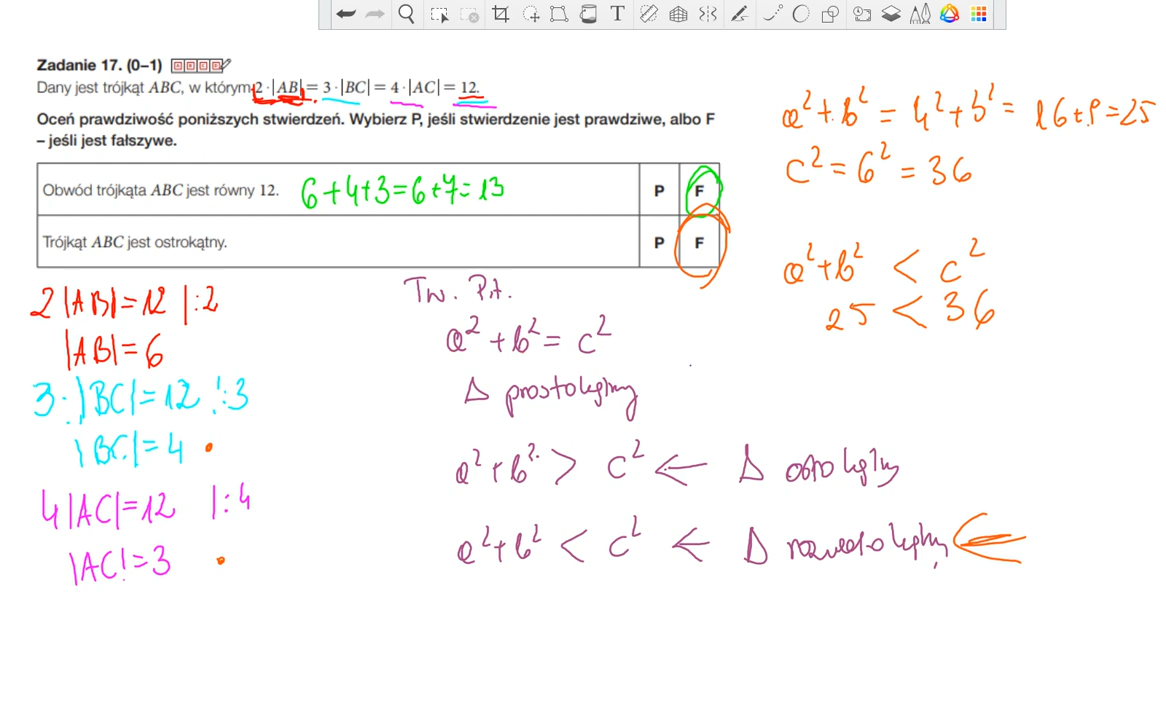 Zadanie 17. (0–1)
Dany jest trójkąt ABC, w którym 2·|AB| = 3·|BC| = 4·|AC| = 12.
Oceń prawdziwość poniższych stwierdzeń. Wybierz P, jeśli stwierdzenie jest prawdziwe, albo F
– jeśli jest fałszywe.
Obwód trójkąta ABC jest równy 12. 6+4+3=6+7=13 P F
Trójkąt ABC jest ostrokątny. P F
2|AB|=12 |:2
|AB|=6
3·|BC|=12 |:3
|BC|=4
4|AC|=12 |:4
|AC|=3
Tw. Pit.
a²+b²=c²
Δ prostokątny
a²+b²>c² ← Δ ostrokątny
a²+b²<c² ← Δ rozwartokątny
a²+b²=4²+3²=16+9=25
c²=6²=36
a²+b²<c²
25<36